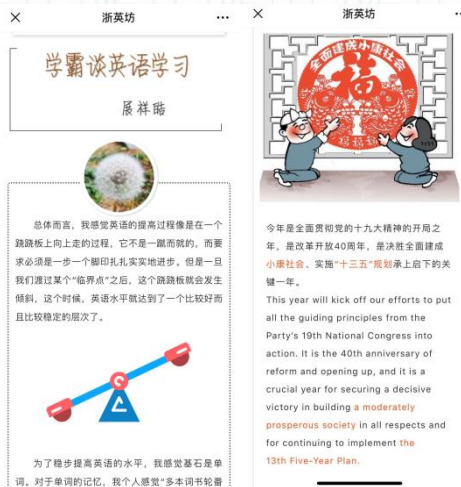 浙英坊
学霸谈英语学习
展祥皓
总体而言，我感觉英语的提高过程像是在一个
跷跷板上向上走的过程，它不是一蹴而就的，而要
求必须是一步一个脚印扎扎实实地进步。但是一旦
我们渡过某个“临界点”之后，这个跷跷板就会发生
倾斜，这个时候，英语水平就达到了一个比较好而
且比较稳定的层次了。
为了稳步提高英语的水平，我感觉基石是单
词。对于单词的记忆，我个人感觉“多本词书轮番
浙英坊
全面建成小康社会
福
今年是全面贯彻党的十九大精神的开局之
年，是改革开放40周年，是决胜全面建成
小康社会、实施“十三五”规划承上启下的关
键一年。
This year will kick off our efforts to put
all the guiding principles from the
Party's 19th National Congress into
action. It is the 40th anniversary of
reform and opening up, and it is a
crucial year for securing a decisive
victory in building a moderately
prosperous society in all respects and
for continuing to implement the
13th Five-Year Plan.